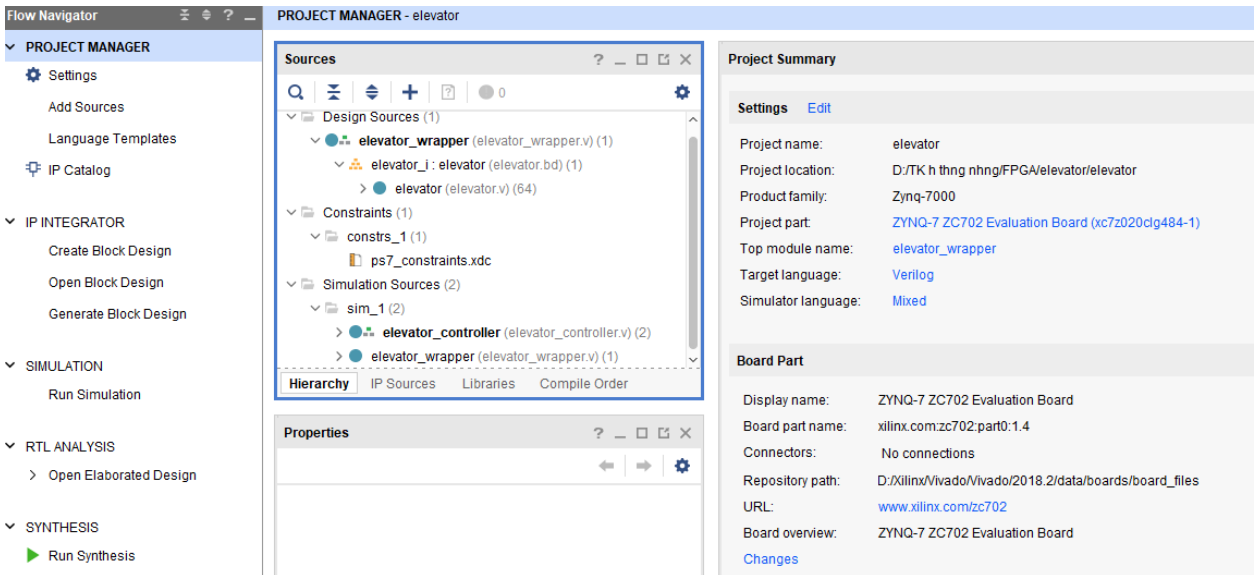 Flow Navigator
PROJECT MANAGER
Settings
Add Sources
Language Templates
IP Catalog
IP INTEGRATOR
Create Block Design
Open Block Design
Generate Block Design
SIMULATION
Run Simulation
RTL ANALYSIS
Open Elaborated Design
SYNTHESIS
Run Synthesis
PROJECT MANAGER - elevator
Sources
0
Design Sources (1)
elevator_wrapper (elevator_wrapper.v) (1)
elevator_i : elevator (elevator.bd) (1)
elevator (elevator.v) (64)
Constraints (1)
constrs_1 (1)
ps7_constraints.xdc
Simulation Sources (2)
sim_1 (2)
elevator_controller (elevator_controller.v) (2)
elevator_wrapper (elevator_wrapper.v) (1)
Hierarchy IP Sources Libraries Compile Order
Properties
Project Summary
Settings Edit
Project name: elevator
Project location: D:/TK h thng nhng/FPGA/elevator/elevator
Product family: Zynq-7000
Project part: ZYNQ-7 ZC702 Evaluation Board (xc7z020clg484-1)
Top module name: elevator_wrapper
Target language: Verilog
Simulator language: Mixed
Board Part
Display name: ZYNQ-7 ZC702 Evaluation Board
Board part name: xilinx.com:zc702:part0:1.4
Connectors: No connections
Repository path: D:/Xilinx/Vivado/Vivado/2018.2/data/boards/board_files
URL: www.xilinx.com/zc702
Board overview: ZYNQ-7 ZC702 Evaluation Board
Changes